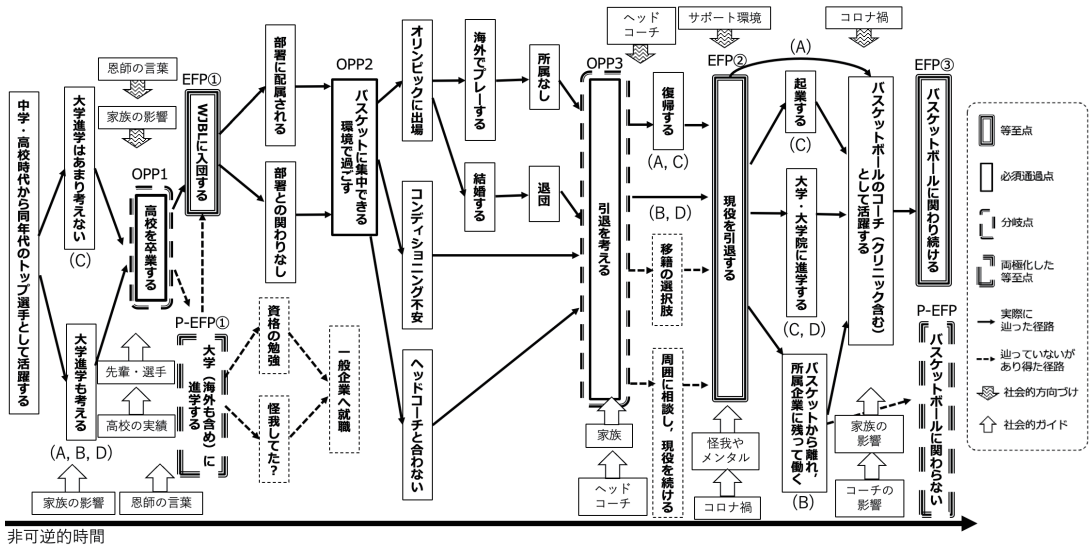 中学・高校時代から同年代のトップ選手として活躍する
大学進学はあまり考えない
(C)
大学進学も考える
(A, B, D)
家族の影響
恩師の言葉
恩師の言葉
家族の影響
OPP1
高校を卒業する
先輩・選手
高校の実績
EFP①
WJBLに入団する
P-EFP①
大学（海外も含め）に
進学する
部署に配属される
部署との関わりなし
資格の勉強
怪我してた？
一般企業へ就職
OPP2
バスケットに集中できる
環境で過ごす
オリンピックに出場
コンディショニング不安
ヘッドコーチと合わない
海外でプレーする
結婚する
所属なし
退団
ヘッド
コーチ
OPP3
引退を考える
家族
ヘッド
コーチ
復帰する
(A, C)
(B, D)
移籍の選択肢
周囲に相談し，現役を続ける
サポート環境
EFP②
現役を引退する
怪我や
メンタル
コロナ禍
(A)
起業する
(C)
大学・大学院に進学する
(C, D)
バスケットから離れ，
所属企業に残って働く
(B)
コロナ禍
バスケットボールのコーチ（クリニック含む）
として活躍する
家族の
影響
コーチの
影響
EFP③
バスケットボールに関わり続ける
P-EFP
バスケットボールに関わらない
等至点
必須通過点
分岐点
両極化した
等至点
実際に
辿った径路
辿っていないが
あり得た径路
社会的方向づけ
社会的ガイド
非可逆的時間